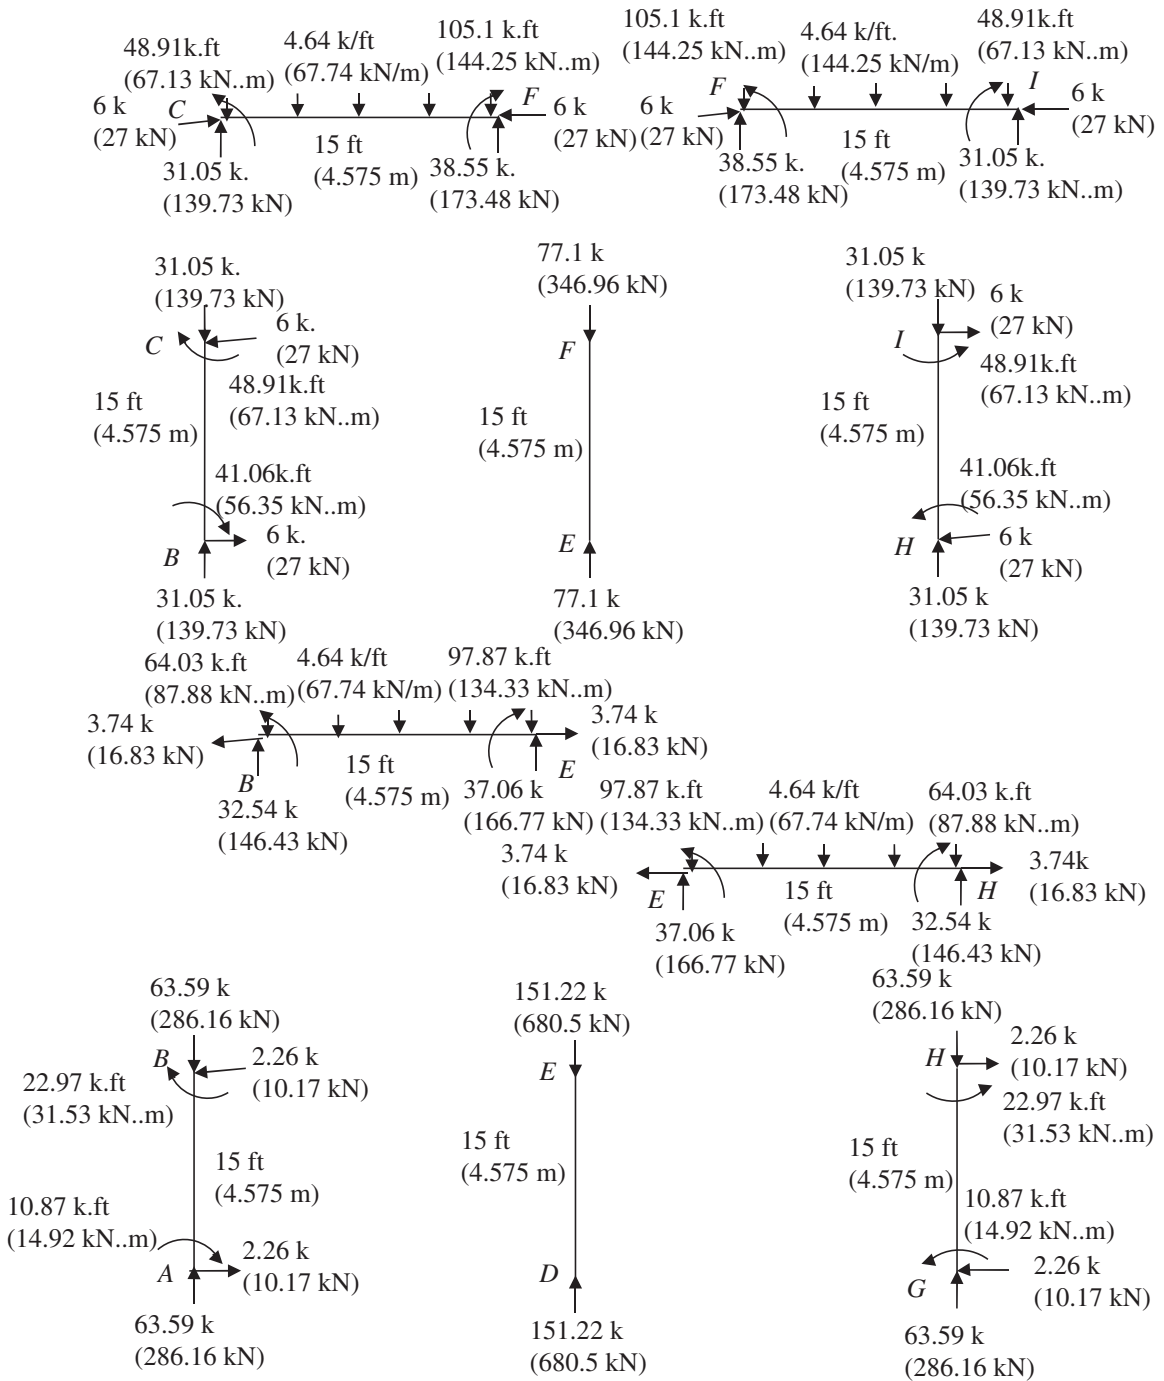 48.91k.ft
(67.13 kN..m)
4.64 k/ft
(67.74 kN/m)
105.1 k.ft
(144.25 kN..m)
6 k
(27 kN)
C
F
6 k
(27 kN)
31.05 k.
(139.73 kN)
15 ft
(4.575 m)
38.55 k.
(173.48 kN)
105.1 k.ft
(144.25 kN..m)
4.64 k/ft.
(144.25 kN/m)
48.91 k.ft
(67.13 kN..m)
6 k
(27 kN)
F
I
6 k
(27 kN)
38.55 k.
(173.48 kN)
15 ft
(4.575 m)
31.05 k.
(139.73 kN..m)
31.05 k.
(139.73 kN)
C
6 k.
(27 kN)
48.91k.ft
(67.13 kN..m)
15 ft
(4.575 m)
41.06k.ft
(56.35 kN..m)
B
6 k.
(27 kN)
31.05 k.
(139.73 kN)
77.1 k
(346.96 kN)
F
15 ft
(4.575 m)
E
77.1 k
(346.96 kN)
31.05 k
(139.73 kN)
6 k
(27 kN)
I
48.91k.ft
(67.13 kN..m)
15 ft
(4.575 m)
41.06k.ft
(56.35 kN..m)
H
6 k
(27 kN)
31.05 k
(139.73 kN)
64.03 k.ft
(87.88 kN..m)
4.64 k/ft
(67.74 kN/m)
97.87 k.ft
(134.33 kN..m)
3.74 k
(16.83 kN)
3.74 k
(16.83 kN)
B
E
15 ft
(4.575 m)
32.54 k
(146.43 kN)
37.06 k
(166.77 kN)
97.87 k.ft
(134.33 kN..m)
4.64 k/ft
(67.74 kN/m)
64.03 k.ft
(87.88 kN..m)
3.74 k
(16.83 kN)
3.74k
(16.83 kN)
E
H
15 ft
(4.575 m)
37.06 k
(166.77 kN)
32.54 k
(146.43 kN)
63.59 k
(286.16 kN)
B
2.26 k
(10.17 kN)
22.97 k.ft
(31.53 kN..m)
15 ft
(4.575 m)
10.87 k.ft
(14.92 kN..m)
A
2.26 k
(10.17 kN)
63.59 k
(286.16 kN)
151.22 k
(680.5 kN)
E
15 ft
(4.575 m)
D
151.22 k
(680.5 kN)
63.59 k
(286.16 kN)
H
2.26 k
(10.17 kN)
22.97 k.ft
(31.53 kN..m)
15 ft
(4.575 m)
10.87 k.ft
(14.92 kN..m)
G
2.26 k
(10.17 kN)
63.59 k
(286.16 kN)